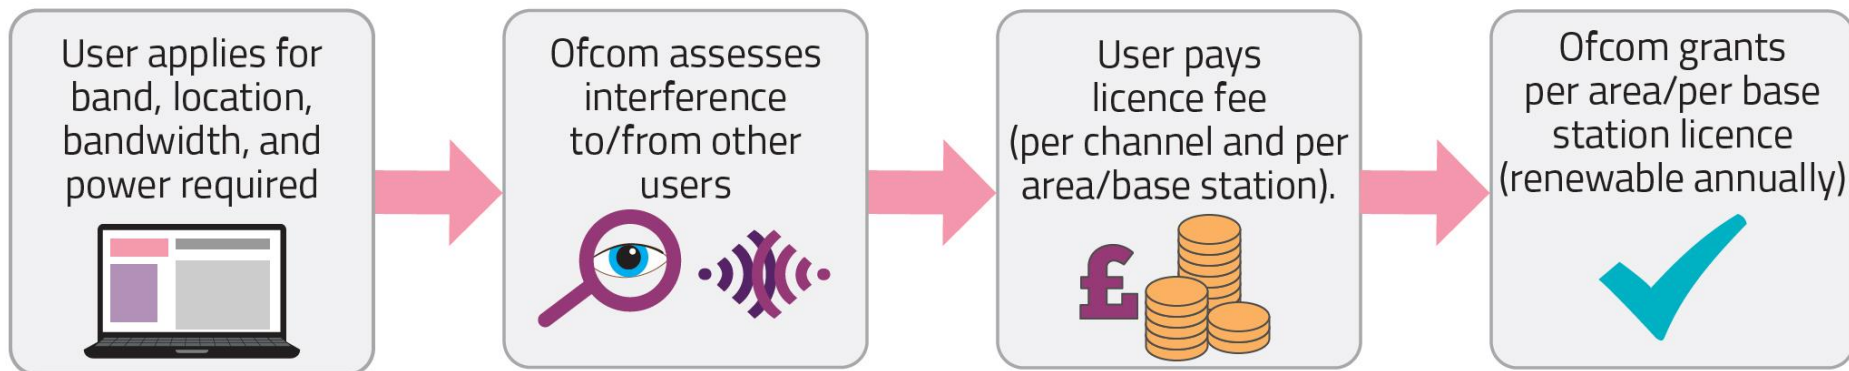 User applies for
band, location,
bandwidth, and
power required
Ofcom assesses
interference
to/from other
users
User pays
licence fee
(per channel and per
area/base station).
£
Ofcom grants
per area/per base
station licence
(renewable annually)